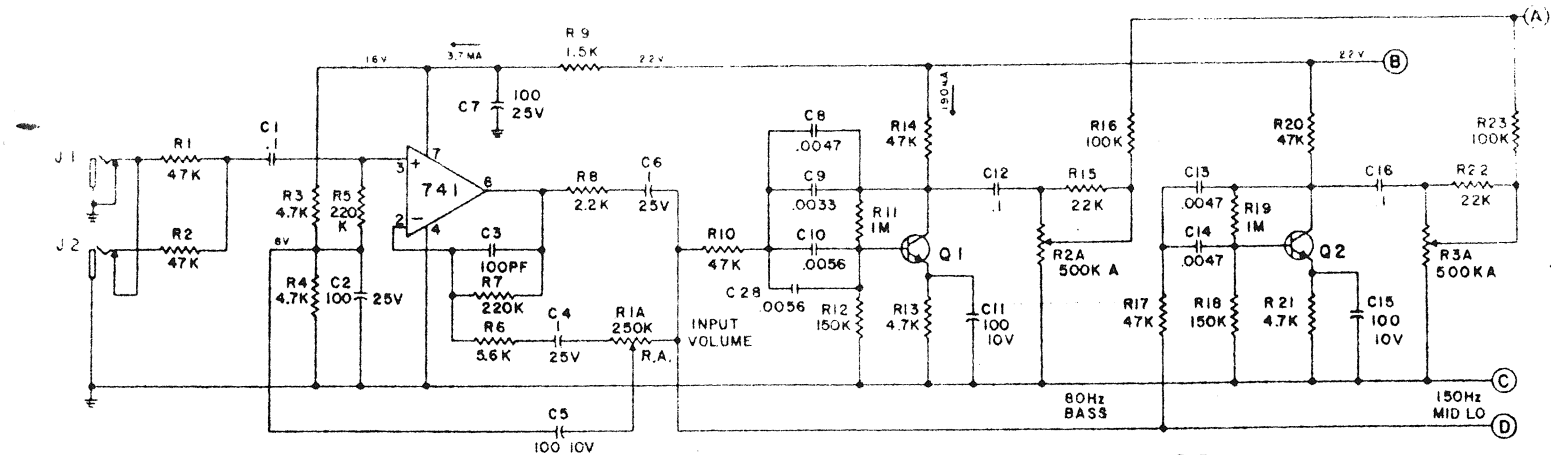 (A)
R9
1.5K
3.7MA
16V
22V
22V
B
C7
100
25V
190uA
C8
.0047
R14
47K
R16
100K
R20
47K
R23
100K
J1
R1
47K
C1
.1
3
+
7
741
6
2
−
4
R3
4.7K
R5
220
K
R8
2.2K
C6
1
25V
C9
.0033
R11
1M
C12
.1
R15
22K
C13
.0047
R19
1M
C16
.1
R22
22K
J2
R2
47K
8V
C3
100PF
R10
47K
C10
.0056
Q1
R2A
500K A
C14
.0047
Q2
R3A
500KA
R4
4.7K
C2
100
25V
R7
220K
C28
.0056
R12
150K
R13
4.7K
C11
100
10V
R17
47K
R18
150K
R21
4.7K
C15
100
10V
R6
5.6K
C4
1
25V
R1A
250K
R.A.
INPUT
VOLUME
C
C5
100 10V
80Hz
BASS
150Hz
MID LO
D